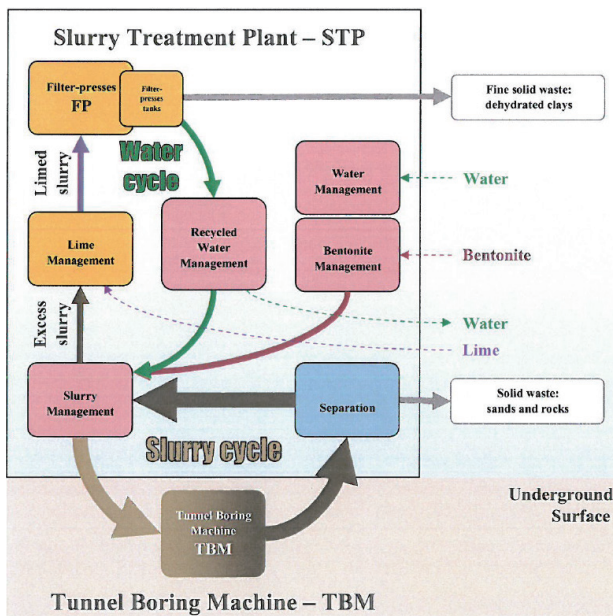 Slurry Treatment Plant – STP
Filter-presses
FP
Filter-
presses
tanks
Fine solid waste:
dehydrated clays
Limed
slurry
Water
cycle
Water
Management
Water
Lime
Management
Recycled
Water
Management
Bentonite
Management
Bentonite
Excess
slurry
Water
Lime
Slurry
Management
Separation
Solid waste:
sands and rocks
Slurry cycle
Tunnel Boring
Machine
TBM
Underground
Surface
Tunnel Boring Machine – TBM